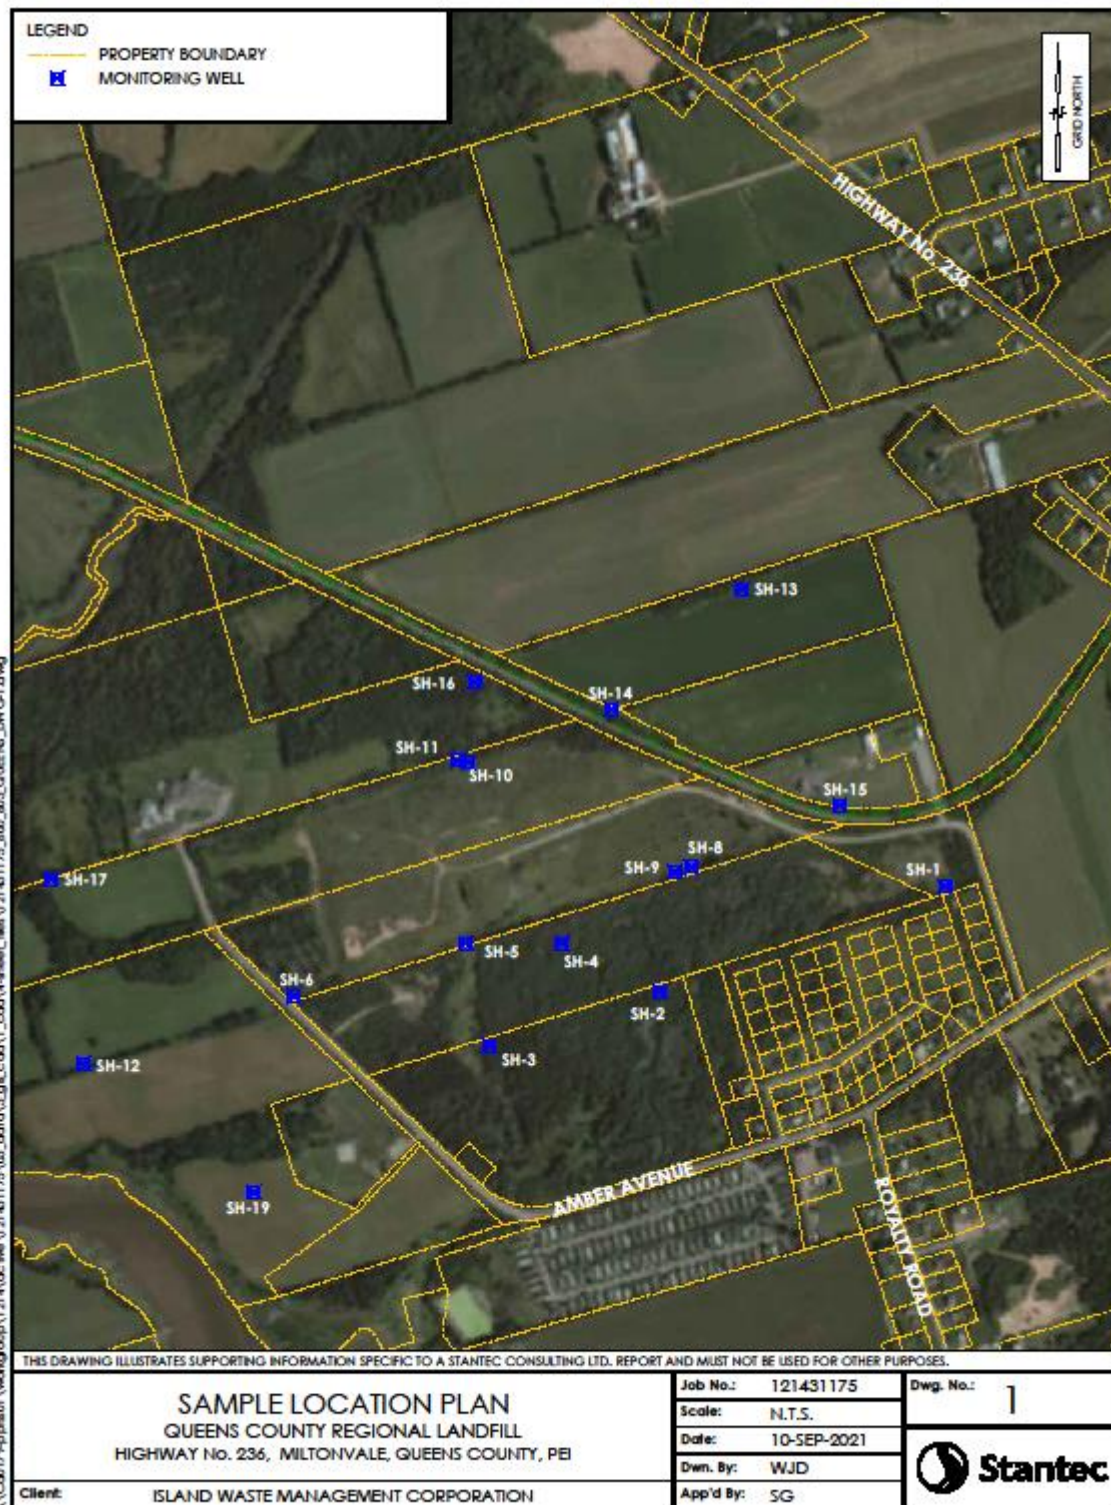 LEGEND
PROPERTY BOUNDARY
MONITORING WELL
GRID NORTH
HIGHWAY No. 236
SH-13
SH-16
SH-14
SH-11
SH-10
SH-15
SH-8
SH-9
SH-1
SH-17
SH-5
SH-4
SH-6
SH-2
SH-3
SH-12
SH-19
AMBER AVENUE
ROYALTY ROAD
THIS DRAWING ILLUSTRATES SUPPORTING INFORMATION SPECIFIC TO A STANTEC CONSULTING LTD. REPORT AND MUST NOT BE USED FOR OTHER PURPOSES.
SAMPLE LOCATION PLAN
QUEENS COUNTY REGIONAL LANDFILL
HIGHWAY No. 236, MILTONVALE, QUEENS COUNTY, PEI
Client: ISLAND WASTE MANAGEMENT CORPORATION
Job No.: 121431175
Scale: N.T.S.
Date: 10-SEP-2021
Dwn. By: WJD
App'd By: SG
Dwg. No.: 1
Stantec